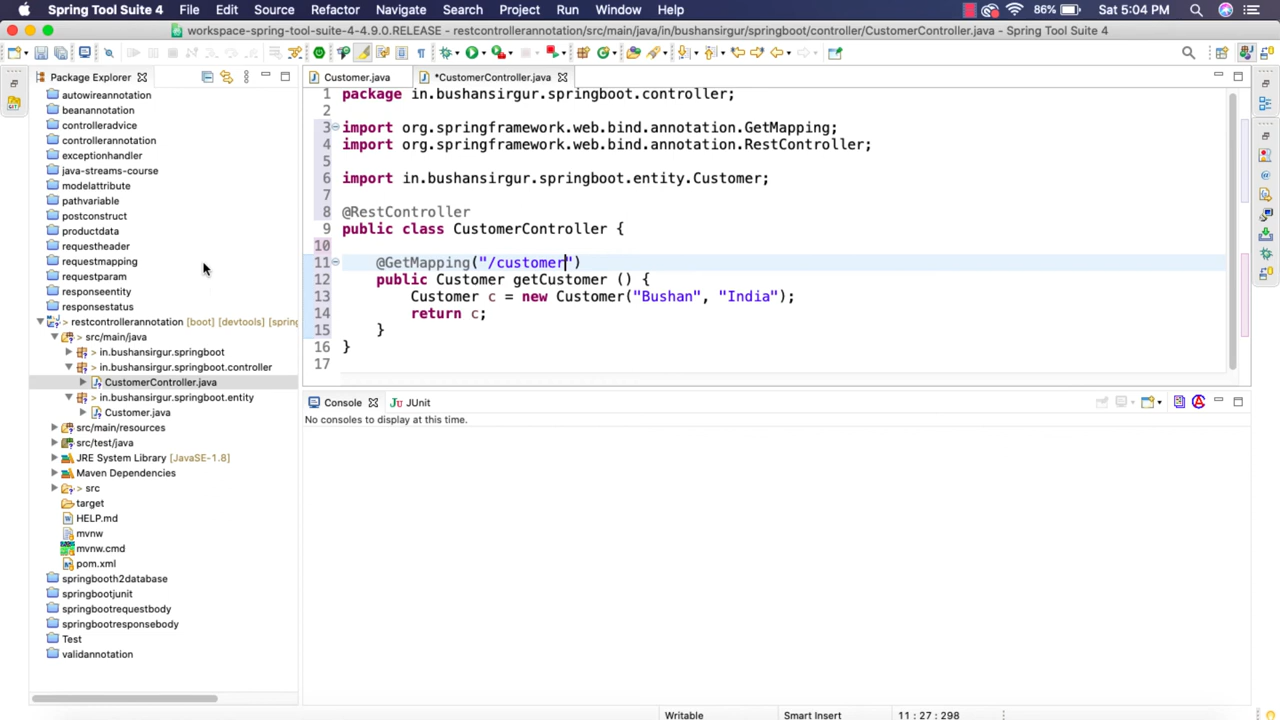 Spring Tool Suite 4 File Edit Source Refactor Navigate Search Project Run Window Help 86% Sat 5:04 PM
workspace-spring-tool-suite-4-4.9.0.RELEASE - restcontrollerannotation/src/main/java/in/bushansirgur/springboot/controller/CustomerController.java - Spring Tool Suite 4
Package Explorer
autowireannotation
beanannotation
controlleradvice
controllerannotation
exceptionhandler
java-streams-course
modelattribute
pathvariable
postconstruct
productdata
requestheader
requestmapping
requestparam
responseentity
responsestatus
> restcontrollerannotation [boot] [devtools] [spring
> src/main/java
> in.bushansirgur.springboot
> in.bushansirgur.springboot.controller
CustomerController.java
> in.bushansirgur.springboot.entity
Customer.java
> src/main/resources
> src/test/java
JRE System Library [JavaSE-1.8]
Maven Dependencies
> src
target
HELP.md
mvnw
mvnw.cmd
pom.xml
springbooth2database
springbootjunit
springbootrequestbody
springbootresponsebody
Test
validannotation
Customer.java *CustomerController.java
1 package in.bushansirgur.springboot.controller;
2
3 import org.springframework.web.bind.annotation.GetMapping;
4 import org.springframework.web.bind.annotation.RestController;
5
6 import in.bushansirgur.springboot.entity.Customer;
7
8 @RestController
9 public class CustomerController {
10
11 @GetMapping("/customer")
12 public Customer getCustomer () {
13 Customer c = new Customer("Bushan", "India");
14 return c;
15 }
16 }
17
Console JUnit
No consoles to display at this time.
Writable Smart Insert 11 : 27 : 298